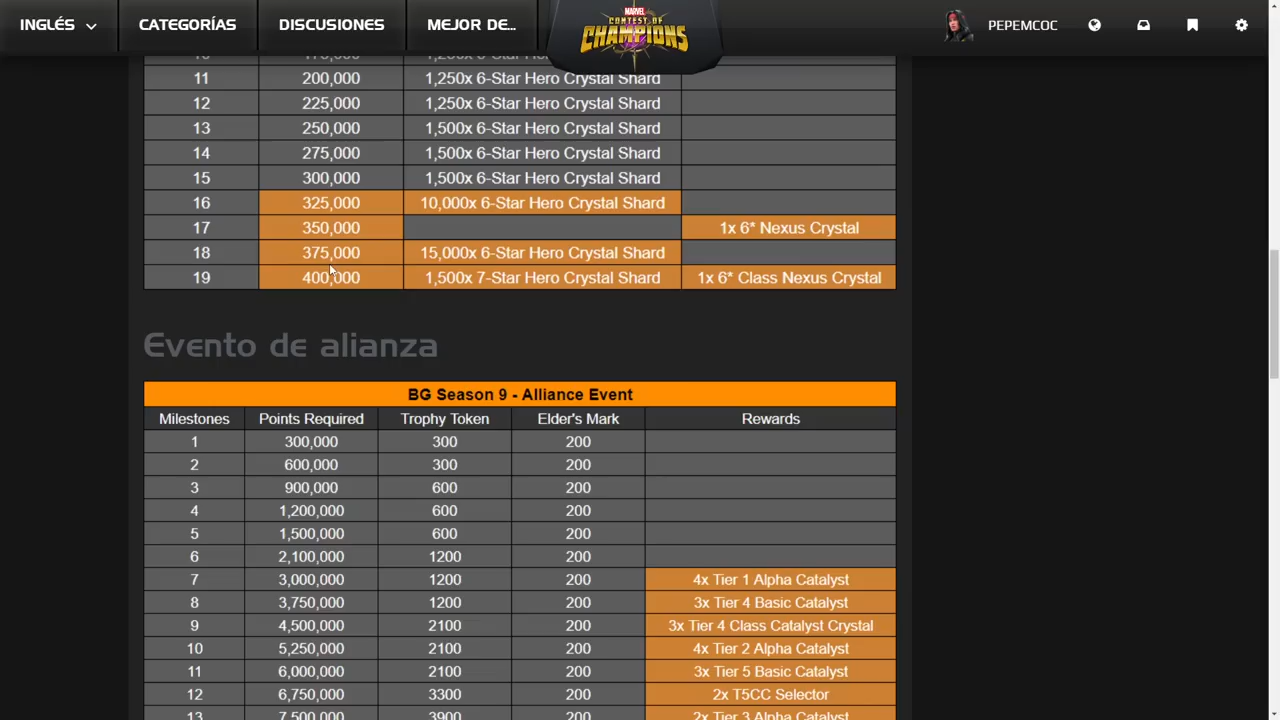 INGLÉS CATEGORÍAS DISCUSIONES MEJOR DE... MARVEL CONTEST OF CHAMPIONS PEPEMCOC
11 200,000 1,250x 6-Star Hero Crystal Shard
12 225,000 1,250x 6-Star Hero Crystal Shard
13 250,000 1,500x 6-Star Hero Crystal Shard
14 275,000 1,500x 6-Star Hero Crystal Shard
15 300,000 1,500x 6-Star Hero Crystal Shard
16 325,000 10,000x 6-Star Hero Crystal Shard
17 350,000 1x 6* Nexus Crystal
18 375,000 15,000x 6-Star Hero Crystal Shard
19 400,000 1,500x 7-Star Hero Crystal Shard 1x 6* Class Nexus Crystal
Evento de alianza
BG Season 9 - Alliance Event
Milestones Points Required Trophy Token Elder's Mark Rewards
1 300,000 300 200
2 600,000 300 200
3 900,000 600 200
4 1,200,000 600 200
5 1,500,000 600 200
6 2,100,000 1200 200
7 3,000,000 1200 200 4x Tier 1 Alpha Catalyst
8 3,750,000 1200 200 3x Tier 4 Basic Catalyst
9 4,500,000 2100 200 3x Tier 4 Class Catalyst Crystal
10 5,250,000 2100 200 4x Tier 2 Alpha Catalyst
11 6,000,000 2100 200 3x Tier 5 Basic Catalyst
12 6,750,000 3300 200 2x T5CC Selector
13 7,500,000 3900 200 2x Tier 3 Alpha Catalyst